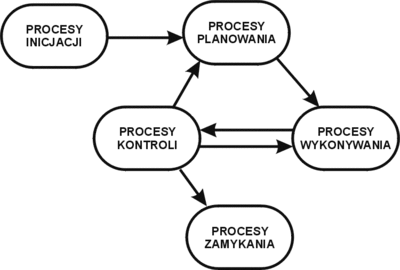 PROCESY
INICJACJI
PROCESY
PLANOWANIA
PROCESY
KONTROLI
PROCESY
WYKONYWANIA
PROCESY
ZAMYKANIA